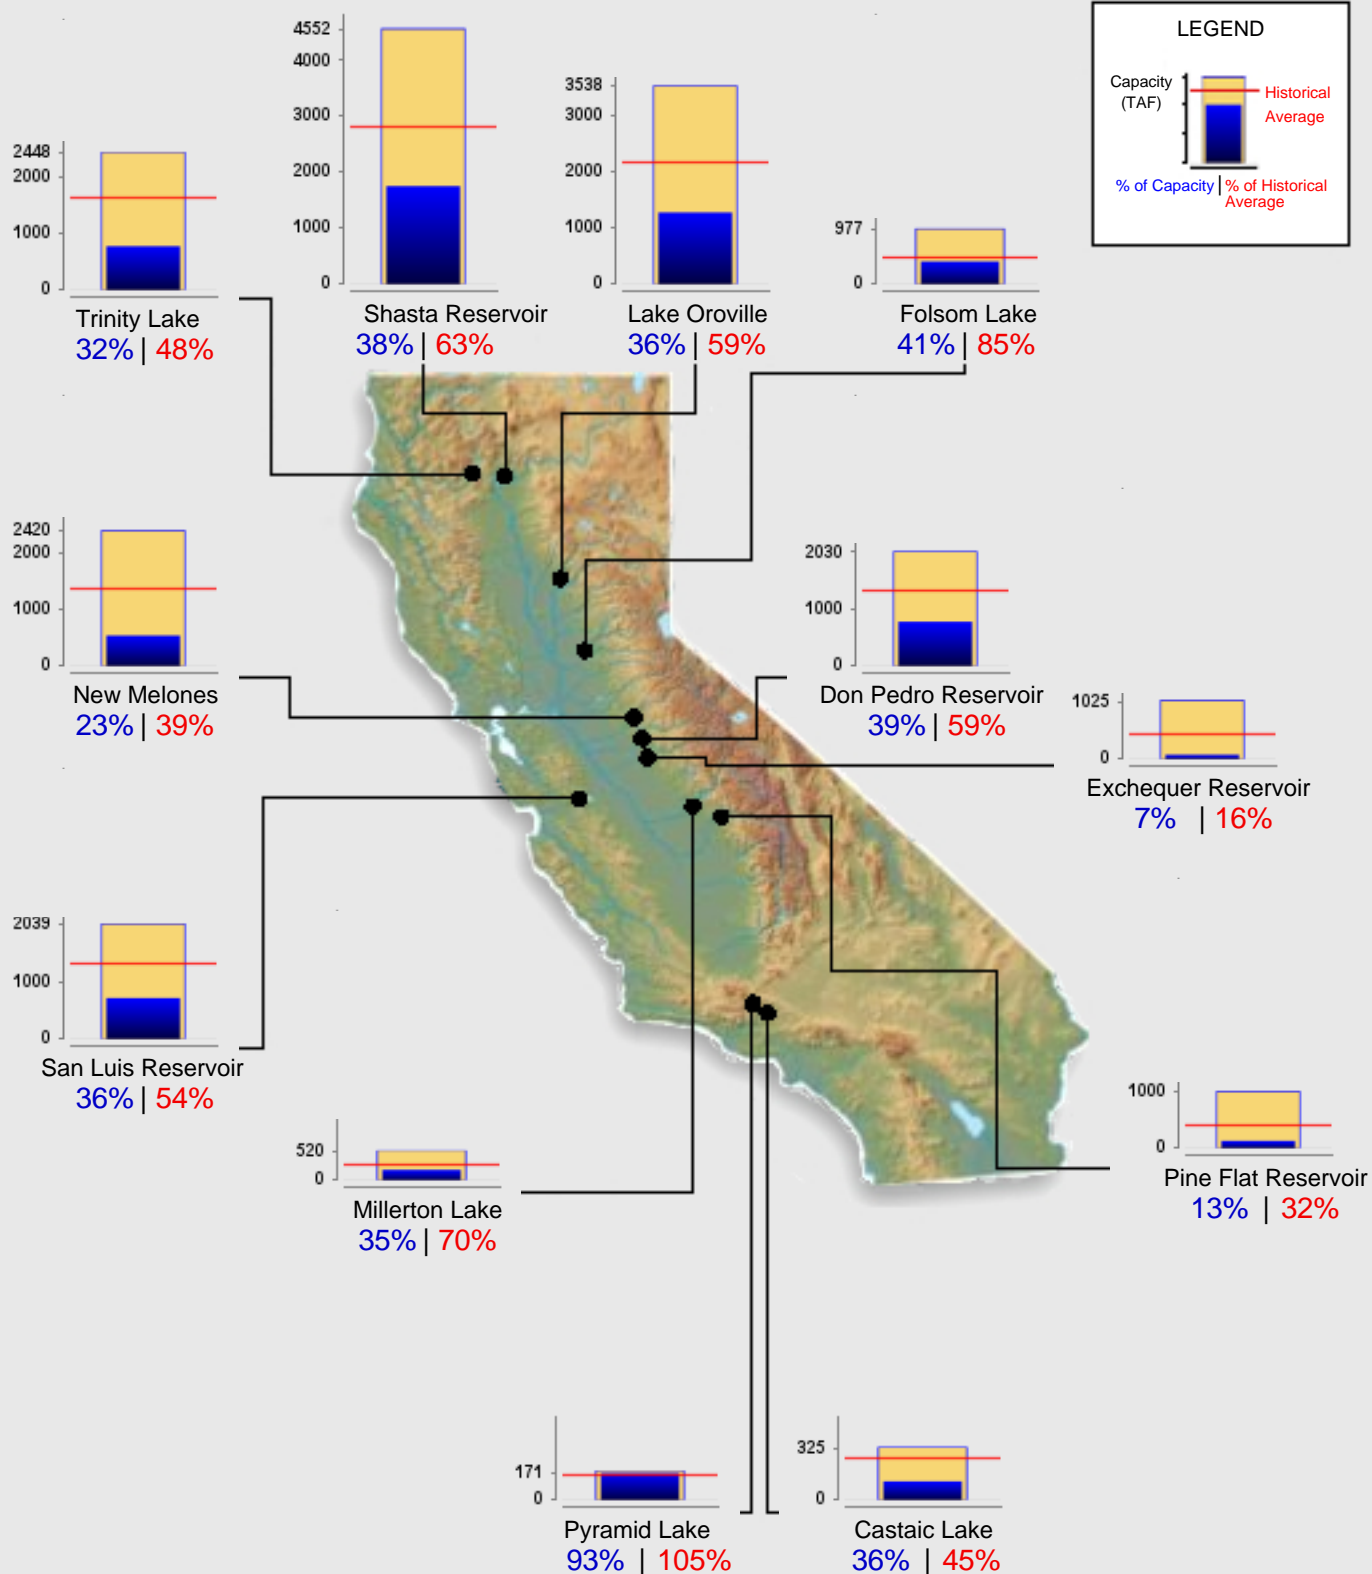 LEGEND
Capacity
(TAF)
Historical
Average
% of Capacity | % of Historical
Average
4552
4000
3000
2000
1000
0
Shasta Reservoir
38% | 63%
3538
3000
2000
1000
0
Lake Oroville
36% | 59%
2448
2000
1000
0
Trinity Lake
32% | 48%
977
0
Folsom Lake
41% | 85%
2420
2000
1000
0
New Melones
23% | 39%
2030
1000
0
Don Pedro Reservoir
39% | 59%
1025
0
Exchequer Reservoir
7% | 16%
2039
1000
0
San Luis Reservoir
36% | 54%
520
0
Millerton Lake
35% | 70%
1000
0
Pine Flat Reservoir
13% | 32%
171
0
Pyramid Lake
93% | 105%
325
0
Castaic Lake
36% | 45%